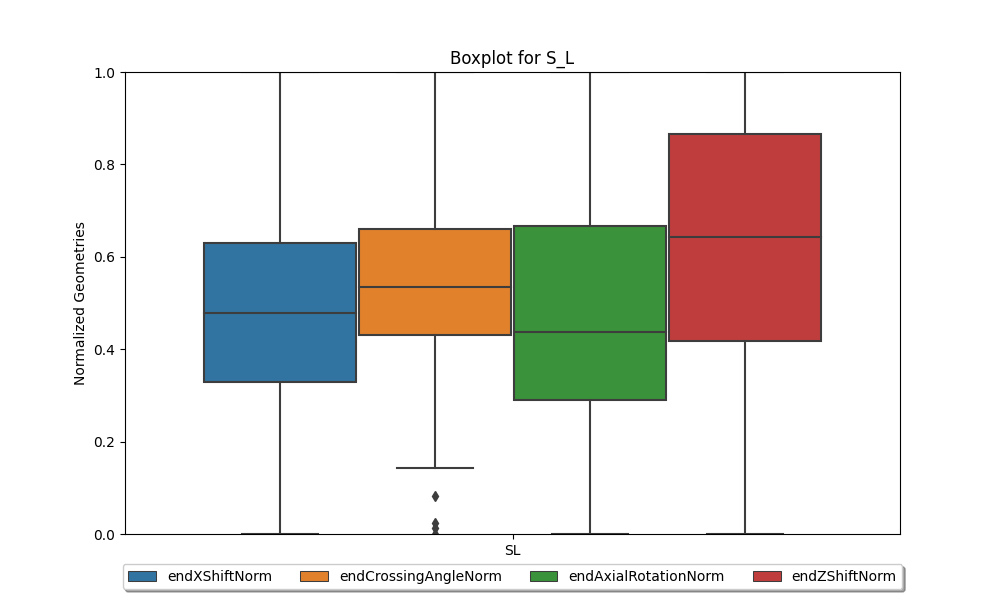 Boxplot for S_L
1.0
0.8
0.6
0.4
0.2
0.0
Normalized Geometries
SL
endXShiftNorm endCrossingAngleNorm endAxialRotationNorm endZShiftNorm